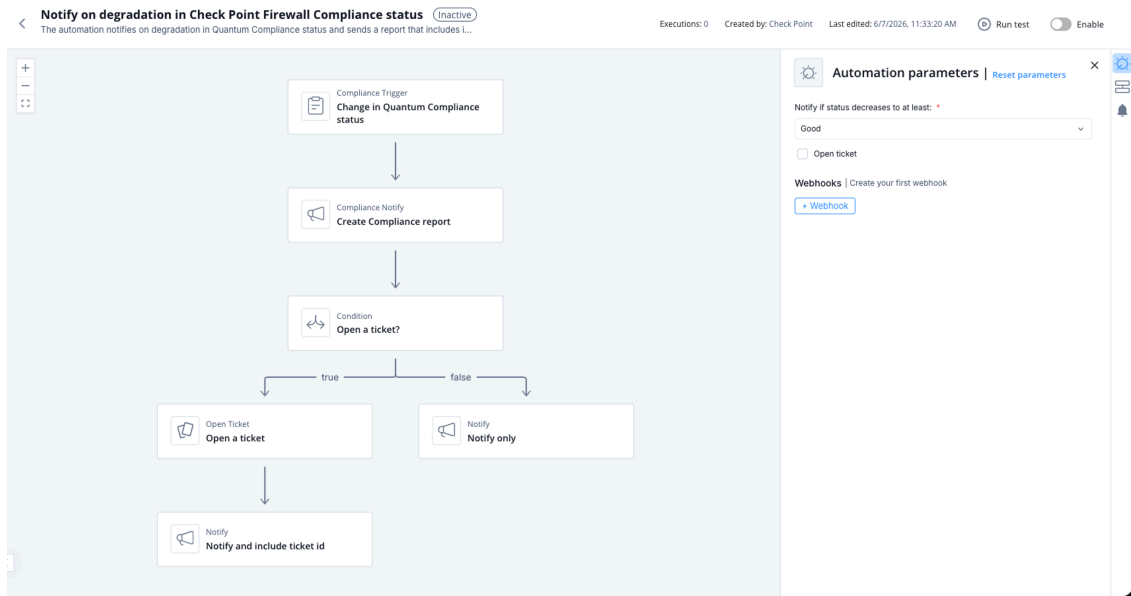 Notify on degradation in Check Point Firewall Compliance status Inactive
The automation notifies on degradation in Quantum Compliance status and sends a report that includes i...
Executions: 0 Created by: Check Point Last edited: 6/7/2026, 11:33:20 AM Run test Enable
Compliance Trigger
Change in Quantum Compliance
status
Compliance Notify
Create Compliance report
Condition
Open a ticket?
true false
Open Ticket
Open a ticket
Notify
Notify only
Notify
Notify and include ticket id
Automation parameters | Reset parameters
Notify if status decreases to at least: *
Good
Open ticket
Webhooks | Create your first webhook
+ Webhook